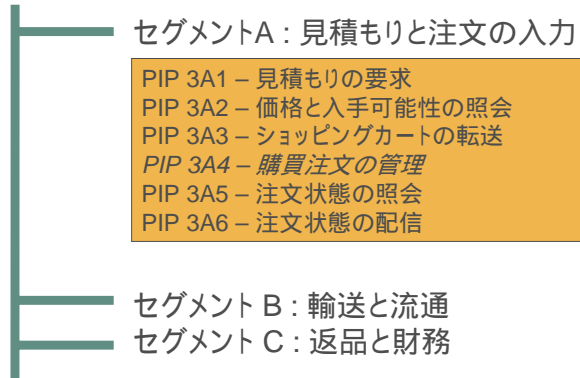 セグメントA : 見積もりと注文の入力
PIP 3A1 – 見積もりの要求
PIP 3A2 – 価格と入手可能性の照会
PIP 3A3 – ショッピングカートの転送
PIP 3A4 – 購買注文の管理
PIP 3A5 – 注文状態の照会
PIP 3A6 – 注文状態の配信
セグメント B : 輸送と流通
セグメント C : 返品と財務